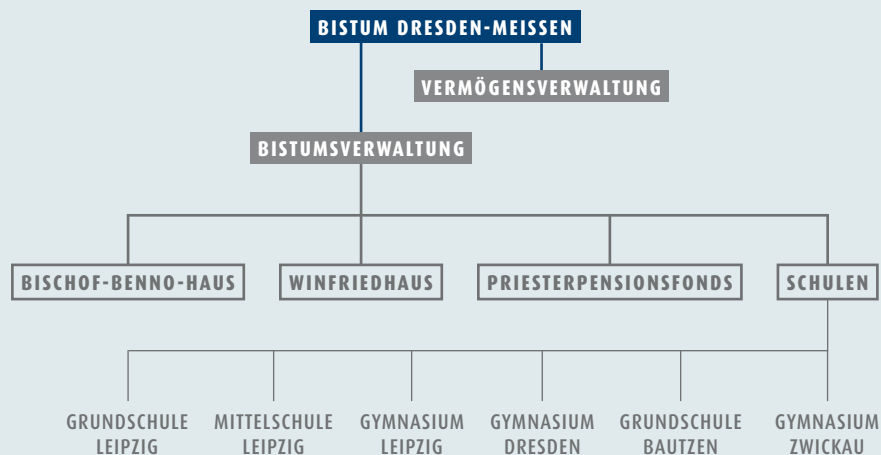 BISTUM DRESDEN-MEISSEN
VERMÖGENSVERWALTUNG
BISTUMSVERWALTUNG
BISCHOF-BENNO-HAUS
WINFRIEDHAUS
PRIESTERPENSIONSFONDS
SCHULEN
GRUNDSCHULE
LEIPZIG
MITTELSCHULE
LEIPZIG
GYMNASIUM
LEIPZIG
GYMNASIUM
DRESDEN
GRUNDSCHULE
BAUTZEN
GYMNASIUM
ZWICKAU